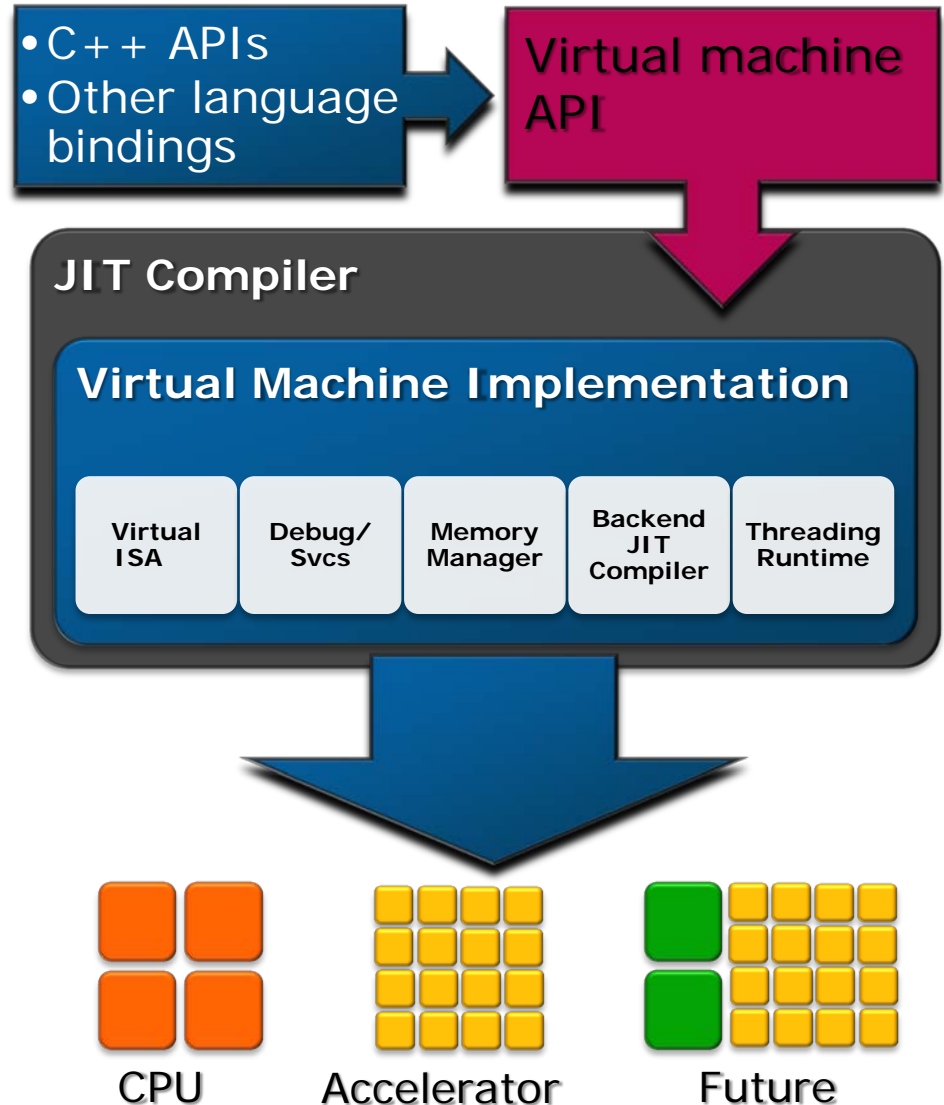 • C++ APIs
• Other language
bindings
Virtual machine
API
JIT Compiler
Virtual Machine Implementation
Virtual
ISA
Debug/
Svcs
Memory
Manager
Backend
JIT
Compiler
Threading
Runtime
CPU
Accelerator
Future